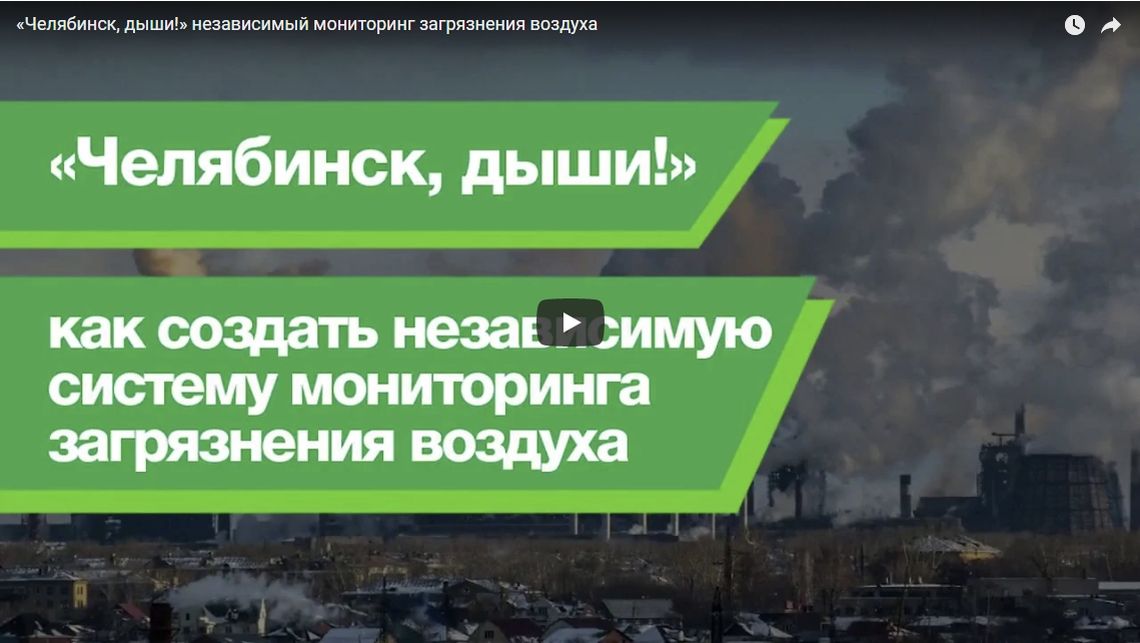 «Челябинск, дыши!» независимый мониторинг загрязнения воздуха
«Челябинск, дыши!»
как создать независимую
систему мониторинга
загрязнения воздуха